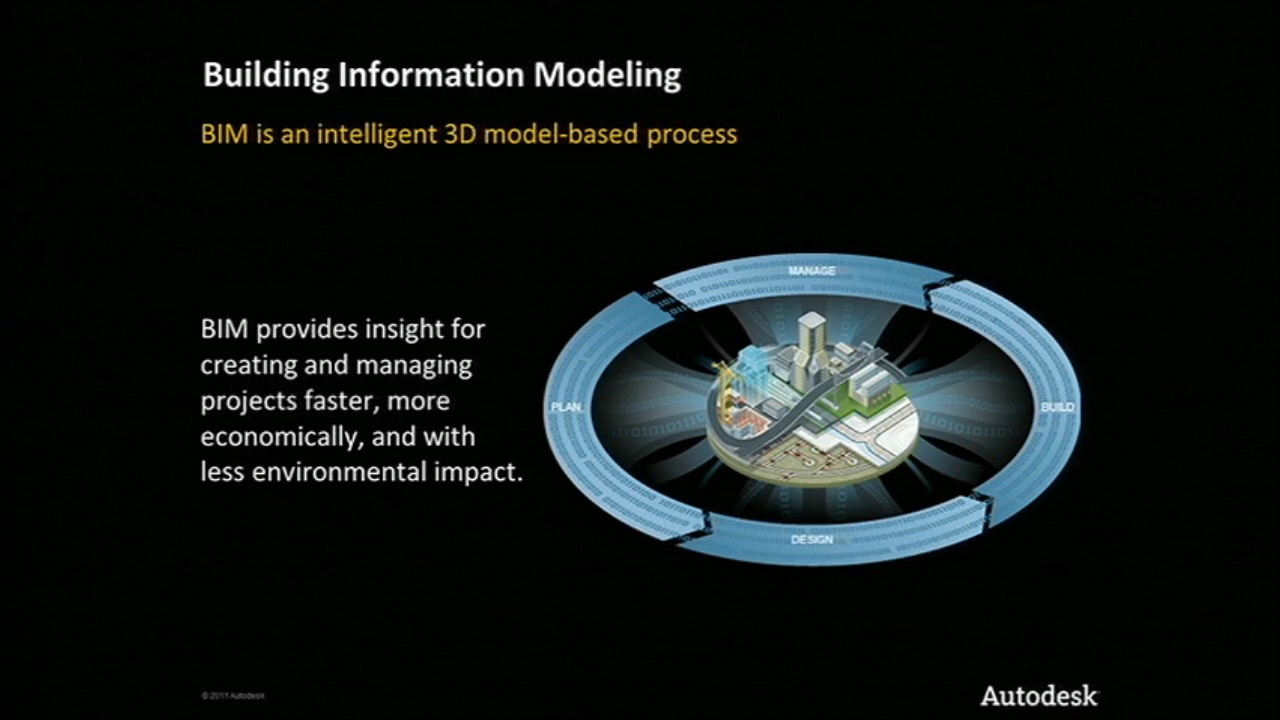 Building Information Modeling
BIM is an intelligent 3D model-based process
BIM provides insight for
creating and managing
projects faster, more
economically, and with
less environmental impact.
MANAGE
PLAN
BUILD
DESIGN
© 2011 Autodesk
Autodesk